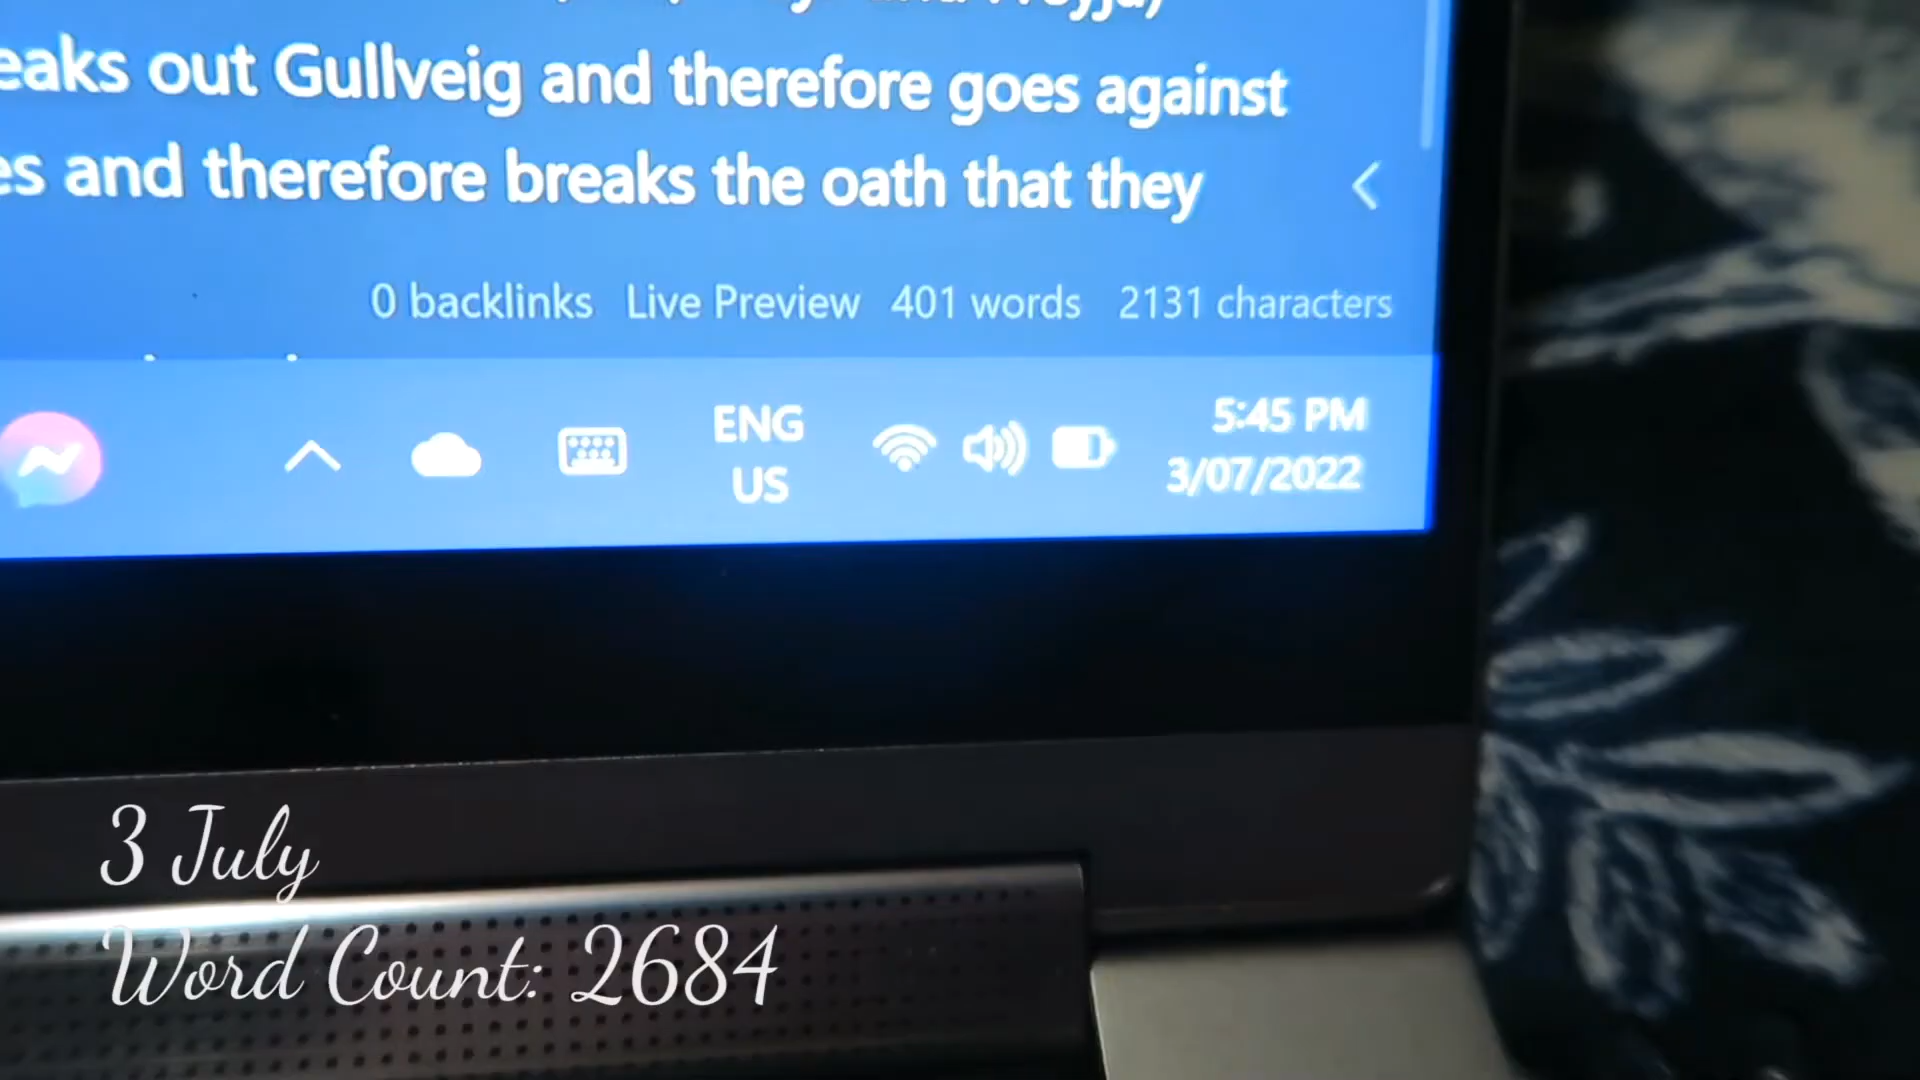 eaks out Gullveig and therefore goes against
es and therefore breaks the oath that they
0 backlinks Live Preview 401 words 2131 characters
ENG
US
5:45 PM
3/07/2022
3 July
Word Count: 2684